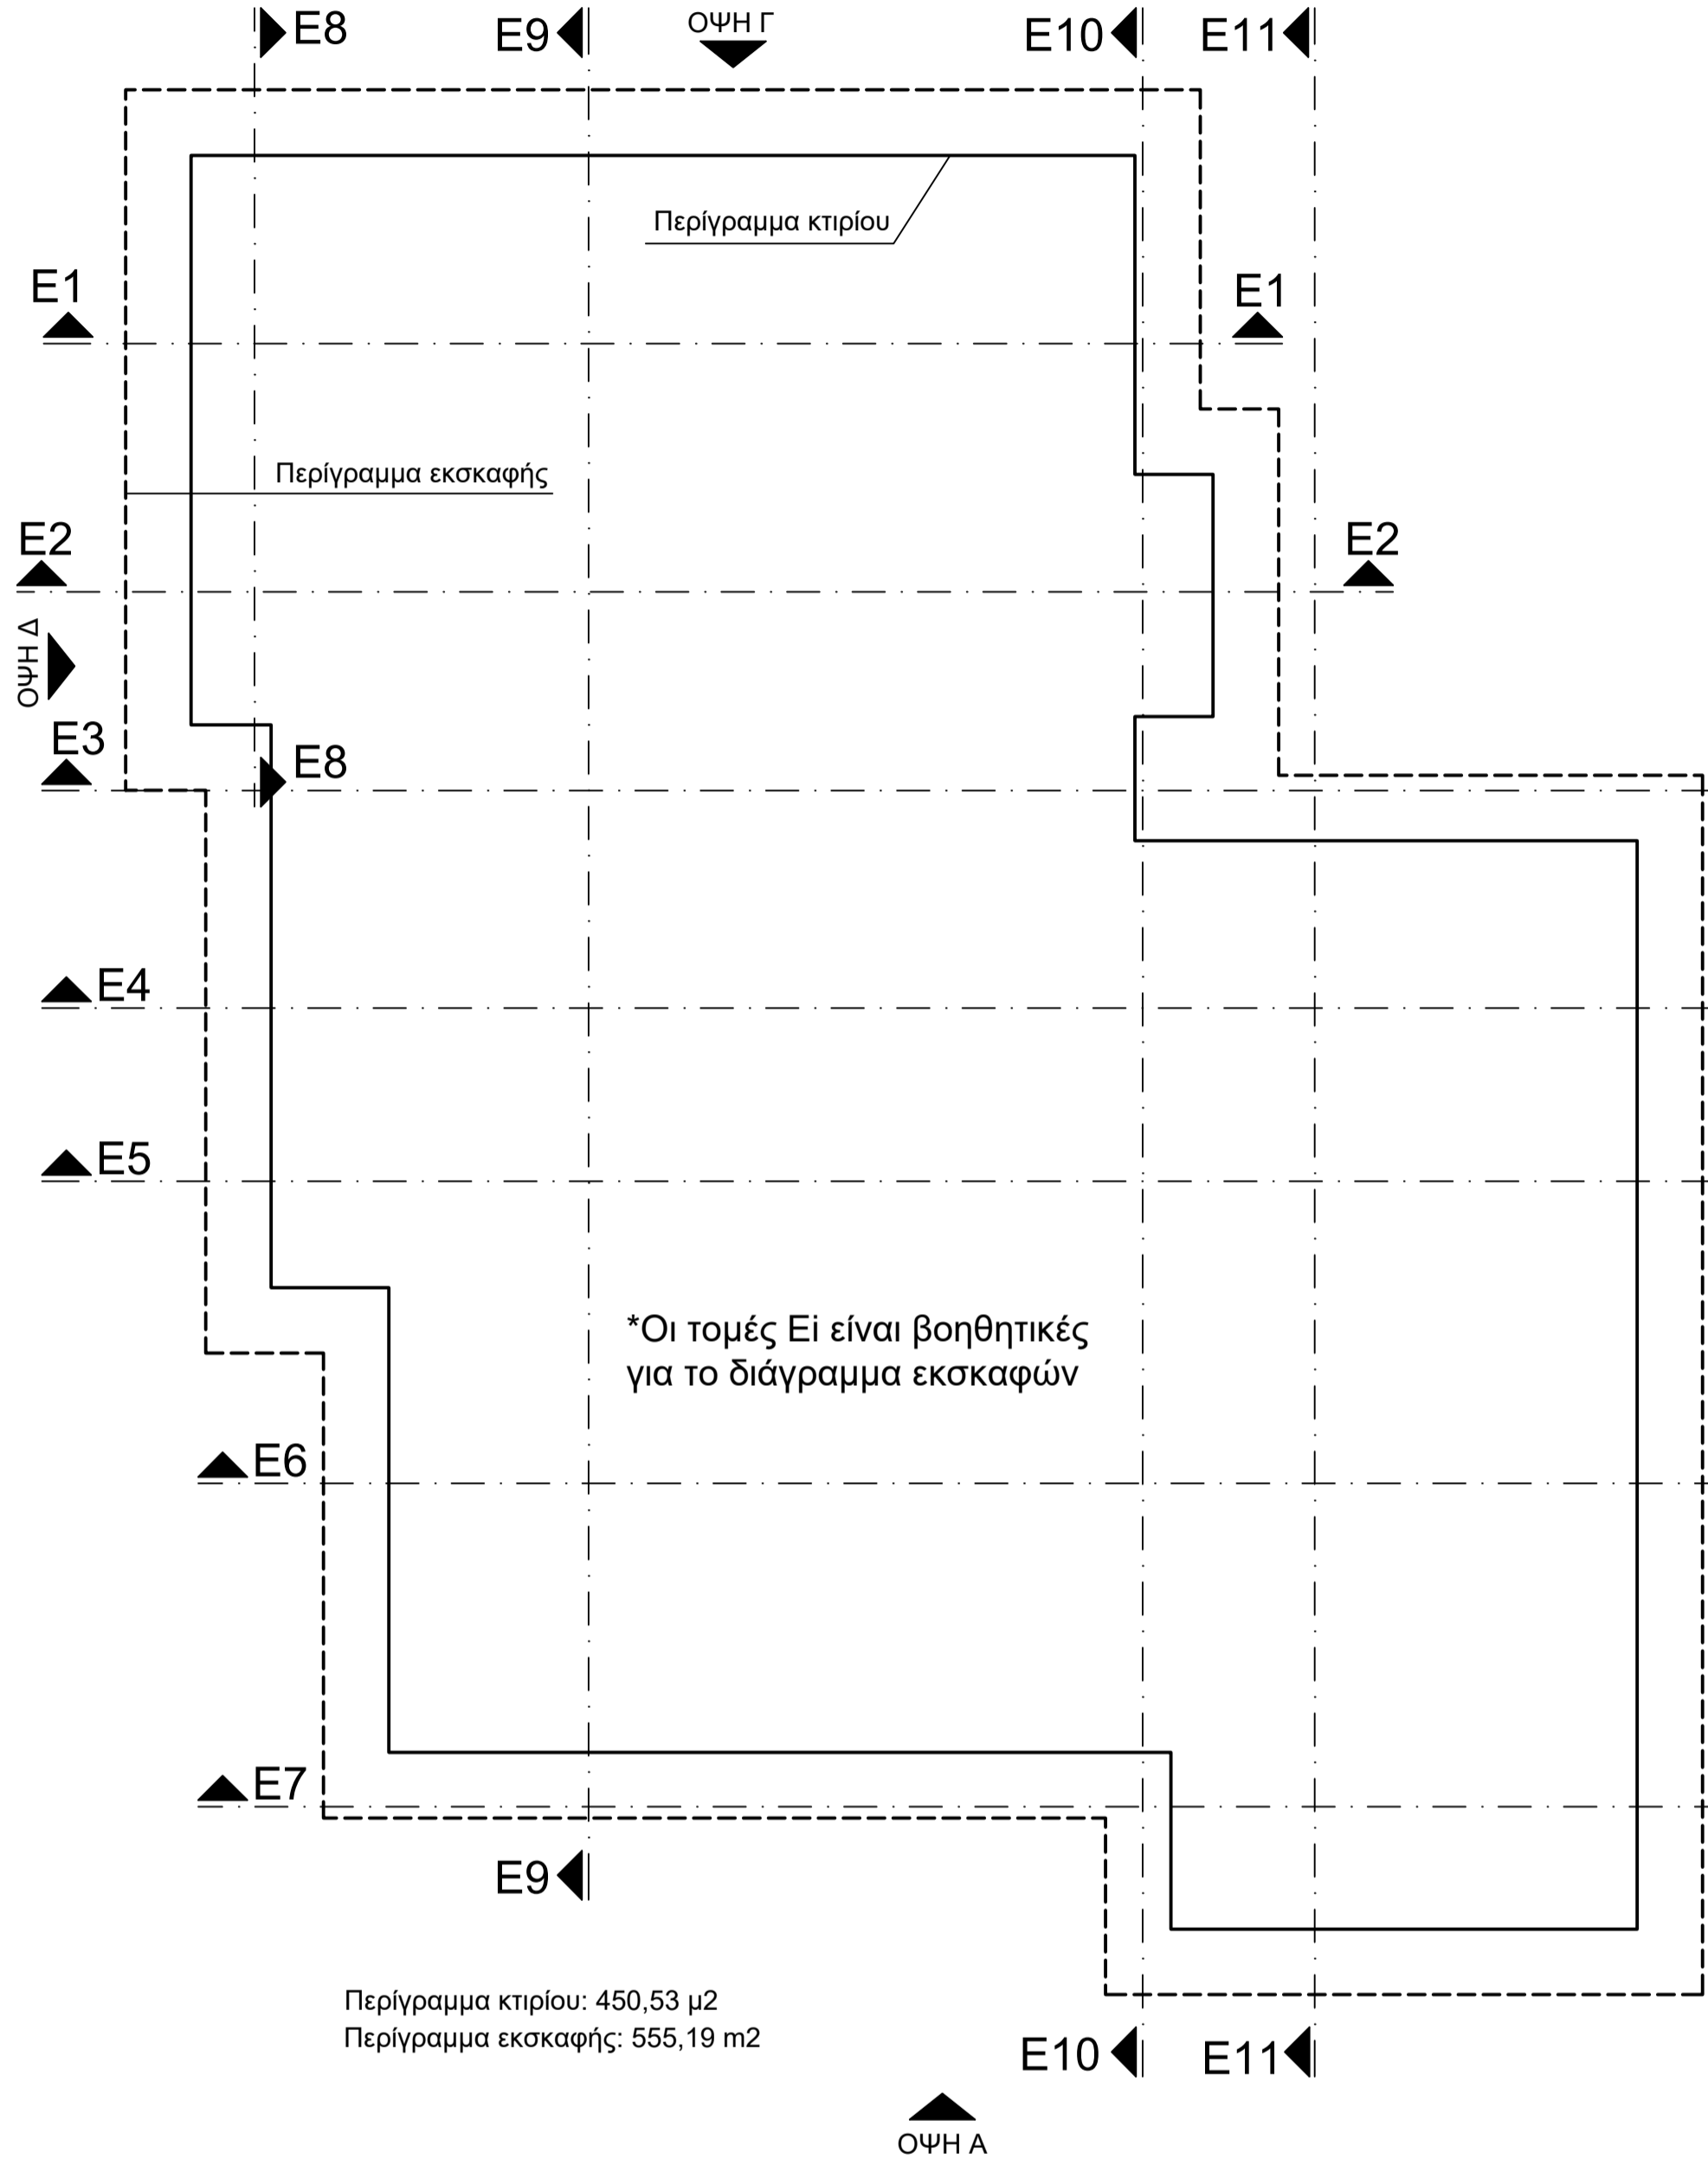 E8
E9
ΟΨΗ Γ
E10
E11
Περίγραμμα κτιρίου
E1
E1
Περίγραμμα εκσκαφής
E2
E2
ΟΨΗ Δ
E3
E8
E4
E5
*Οι τομές Ei είναι βοηθητικές
για το διάγραμμα εκσκαφών
E6
E7
E9
Περίγραμμα κτιρίου: 450,53 μ2
Περίγραμμα εκσκαφής: 555,19 m2
E10
E11
ΟΨΗ Α